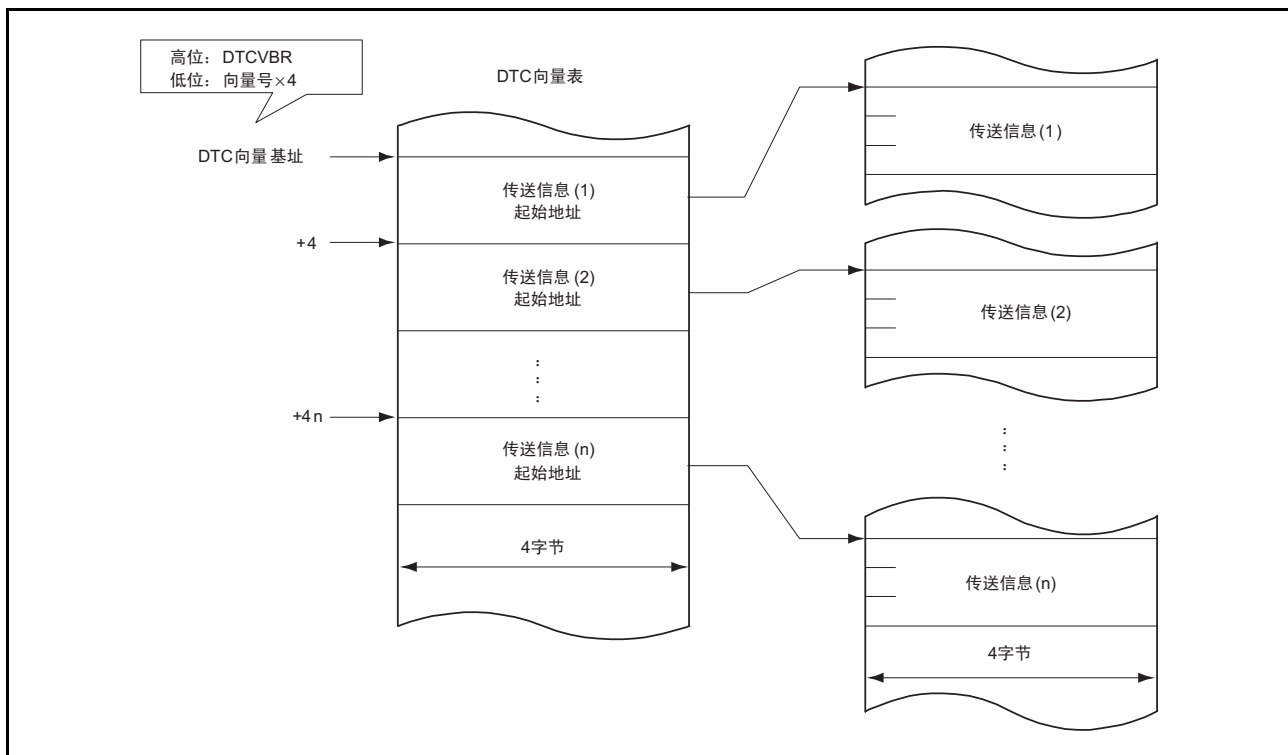 高位：DTCVBR
低位：向量号×4
DTC向量表
DTC向量基址
传送信息(1)
起始地址
+4
传送信息(2)
起始地址
+4n
传送信息(n)
起始地址
4字节
传送信息(1)
传送信息(2)
传送信息(n)
4字节